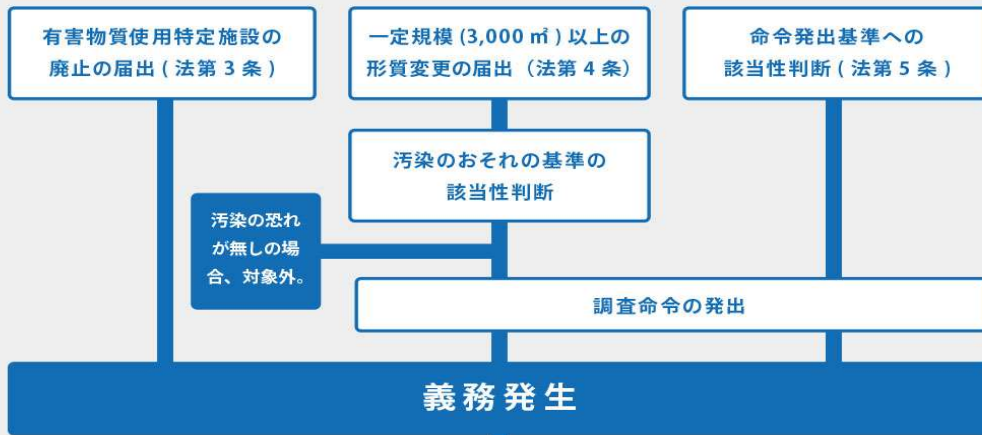 有害物質使用特定施設の
廃止の届出(法第3条)
一定規模(3,000㎡)以上の
形質変更の届出(法第4条)
命令発出基準への
該当性判断(法第5条)
汚染のおそれの基準の
該当性判断
汚染の恐れ
が無しの場
合、対象外。
調査命令の発出
義務発生